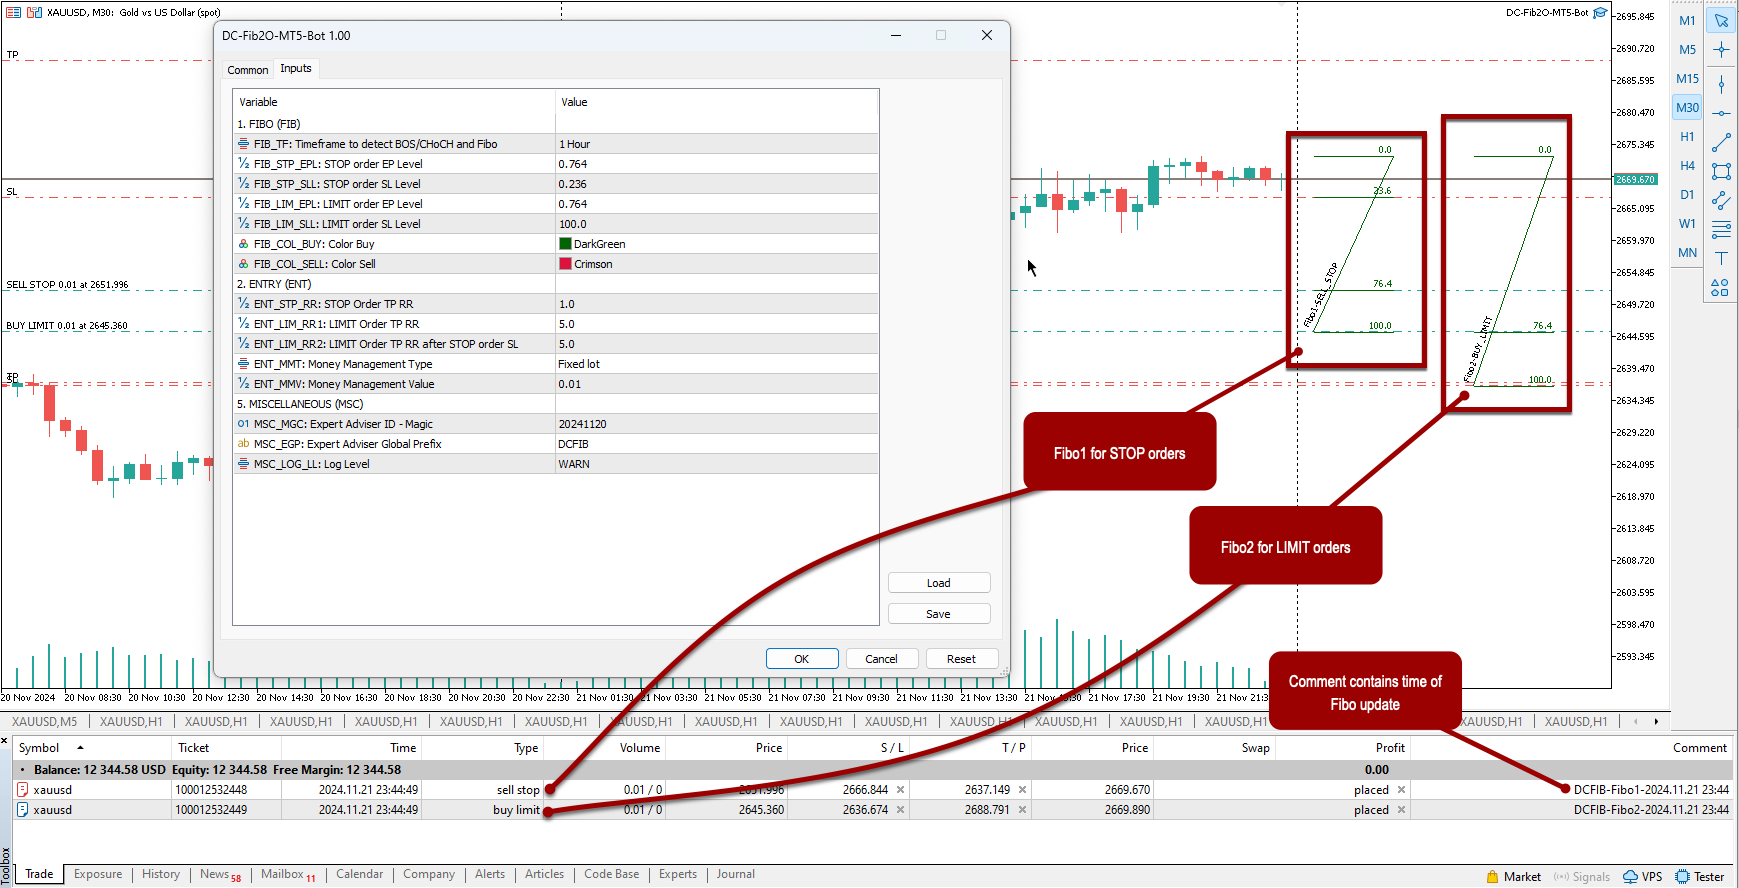 XAUUSD, M30: Gold vs US Dollar (spot)
DC-Fib2O-MT5-Bot
TP
SL
SELL STOP 0.01 at 2651.996
BUY LIMIT 0.01 at 2645.360
TP
SL
DC-Fib2O-MT5-Bot 1.00
Common
Inputs
Variable Value
1. FIBO (FIB)
FIB_TF: Timeframe to detect BOS/CHoCH and Fibo 1 Hour
FIB_STP_EPL: STOP order EP Level 0.764
FIB_STP_SLL: STOP order SL Level 0.236
FIB_LIM_EPL: LIMIT order EP Level 0.764
FIB_LIM_SLL: LIMIT order SL Level 100.0
FIB_COL_BUY: Color Buy DarkGreen
FIB_COL_SELL: Color Sell Crimson
2. ENTRY (ENT)
ENT_STP_RR: STOP Order TP RR 1.0
ENT_LIM_RR1: LIMIT Order TP RR 5.0
ENT_LIM_RR2: LIMIT Order TP RR after STOP order SL 5.0
ENT_MMT: Money Management Type Fixed lot
ENT_MMV: Money Management Value 0.01
5. MISCELLANEOUS (MSC)
MSC_MGC: Expert Adviser ID - Magic 20241120
MSC_EGP: Expert Adviser Global Prefix DCFIB
MSC_LOG_LL: Log Level WARN
Load
Save
OK
Cancel
Reset
0.0
23.6
76.4
100.0
Fibo1-SELL_STOP
0.0
76.4
100.0
Fibo2-BUY_LIMIT
Fibo1 for STOP orders
Fibo2 for LIMIT orders
Comment contains time of
Fibo update
2695.845
2690.720
2685.595
2680.470
2675.345
2669.670
2665.095
2659.970
2654.845
2649.720
2644.595
2639.470
2634.345
2629.220
2624.095
2618.970
2613.845
2608.720
2603.595
2598.470
2593.345
M1
M5
M15
M30
H1
H4
D1
W1
MN
20 Nov 2024 20 Nov 08:30 20 Nov 10:30 20 Nov 12:30 20 Nov 14:30 20 Nov 16:30 20 Nov 18:30 20 Nov 20:30 20 Nov 22:30 21 Nov 01:30 21 Nov 03:30 21 Nov 05:30 21 Nov 07:30 21 Nov 09:30 21 Nov 11:30 21 Nov 13:30 21 Nov 17:30 21 Nov 19:30
XAUUSD,M5 XAUUSD,H1 XAUUSD,H1 XAUUSD,H1 XAUUSD,H1 XAUUSD,H1 XAUUSD,H1 XAUUSD,H1 XAUUSD,H1 XAUUSD,H1 XAUUSD,H1 XAUUSD,H1 XAUUSD,H1 XAUUSD,H1 XAUUSD,H1 XAUUSD,H1 XAUUSD,H1
Symbol Ticket Time Type Volume Price S / L T / P Price Swap Profit Comment
Balance: 12 344.58 USD Equity: 12 344.58 Free Margin: 12 344.58 0.00
xauusd 100012532448 2024.11.21 23:44:49 sell stop 0.01 / 0 2651.996 2666.844 2637.149 2669.670 placed DCFIB-Fibo1-2024.11.21 23:44
xauusd 100012532449 2024.11.21 23:44:49 buy limit 0.01 / 0 2645.360 2636.674 2688.791 2669.890 placed DCFIB-Fibo2-2024.11.21 23:44
Toolbox
Trade Exposure History News 58 Mailbox 11 Calendar Company Alerts Articles Code Base Experts Journal
Market Signals VPS Tester